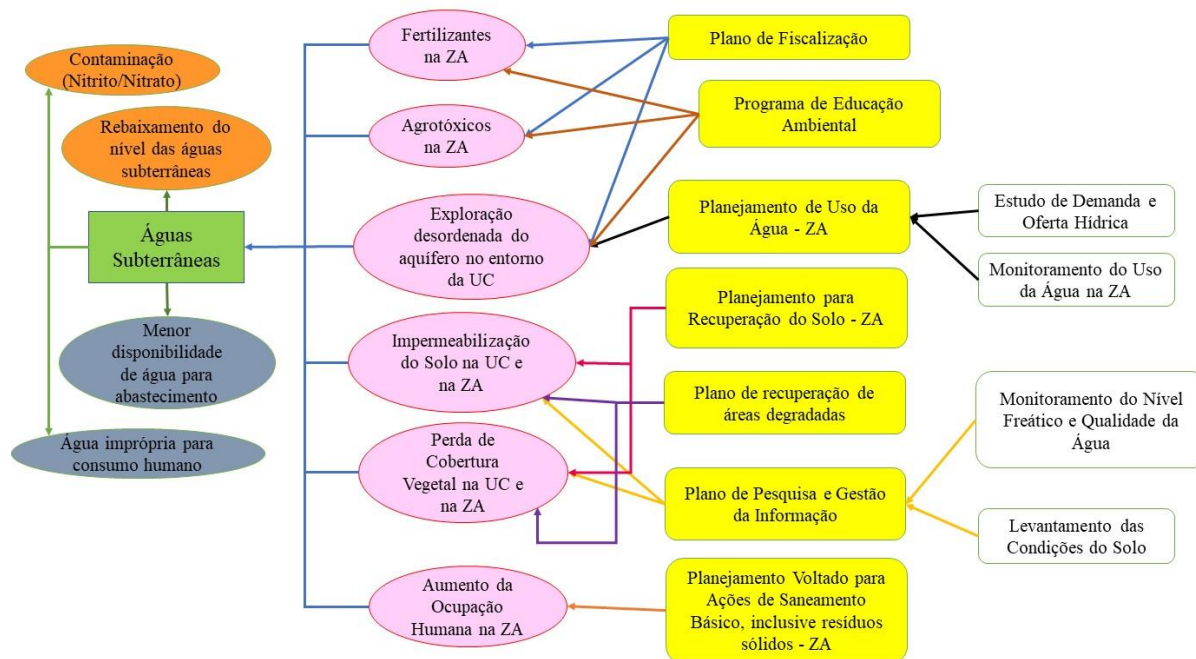 Contaminação
(Nitrito/Nitrato)
Rebaixamento do
nível das águas
subterrâneas
Águas
Subterrâneas
Menor
disponibilidade
de água para
abastecimento
Água imprópria para
consumo humano
Fertilizantes
na ZA
Agrotóxicos
na ZA
Exploração
desordenada do
aquífero no entorno
da UC
Impermeabilização
do Solo na UC e
na ZA
Perda de
Cobertura
Vegetal na UC e
na ZA
Aumento da
Ocupação
Humana na ZA
Plano de Fiscalização
Programa de Educação
Ambiental
Planejamento de Uso da
Água - ZA
Planejamento para
Recuperação do Solo - ZA
Plano de recuperação de
áreas degradadas
Plano de Pesquisa e Gestão
da Informação
Planejamento Voltado para
Ações de Saneamento
Básico, inclusive resíduos
sólidos - ZA
Estudo de Demanda e
Oferta Hídrica
Monitoramento do Uso
da Água na ZA
Monitoramento do Nível
Freático e Qualidade da
Água
Levantamento das
Condições do Solo